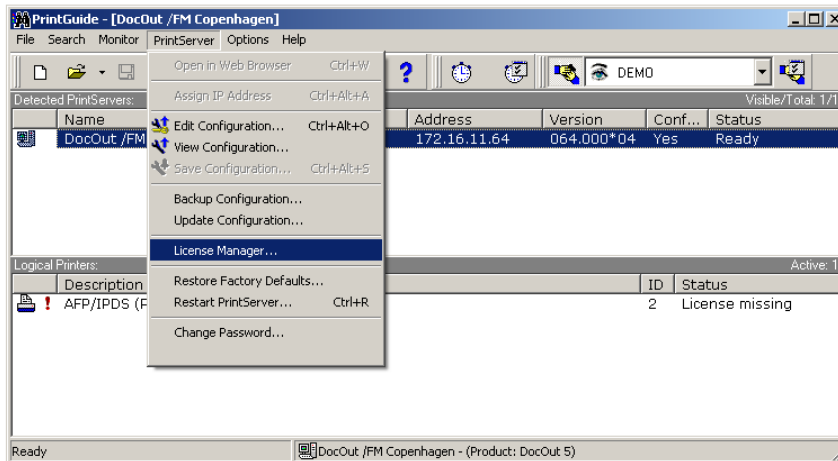 PrintGuide - [DocOut /FM Copenhagen]
File Search Monitor PrintServer Options Help
DEMO
Detected PrintServers: Visible/Total: 1/1
Name Address Version Conf... Status
DocOut /FM 172.16.11.64 064.000*04 Yes Ready
Open in Web Browser Ctrl+W
Assign IP Address Ctrl+Alt+A
Edit Configuration... Ctrl+Alt+O
View Configuration...
Save Configuration... Ctrl+Alt+S
Backup Configuration...
Update Configuration...
License Manager...
Restore Factory Defaults...
Restart PrintServer... Ctrl+R
Change Password...
Logical Printers: Active: 1
Description ID Status
AFP/IPDS (P 2 License missing
Ready DocOut /FM Copenhagen - (Product: DocOut 5)